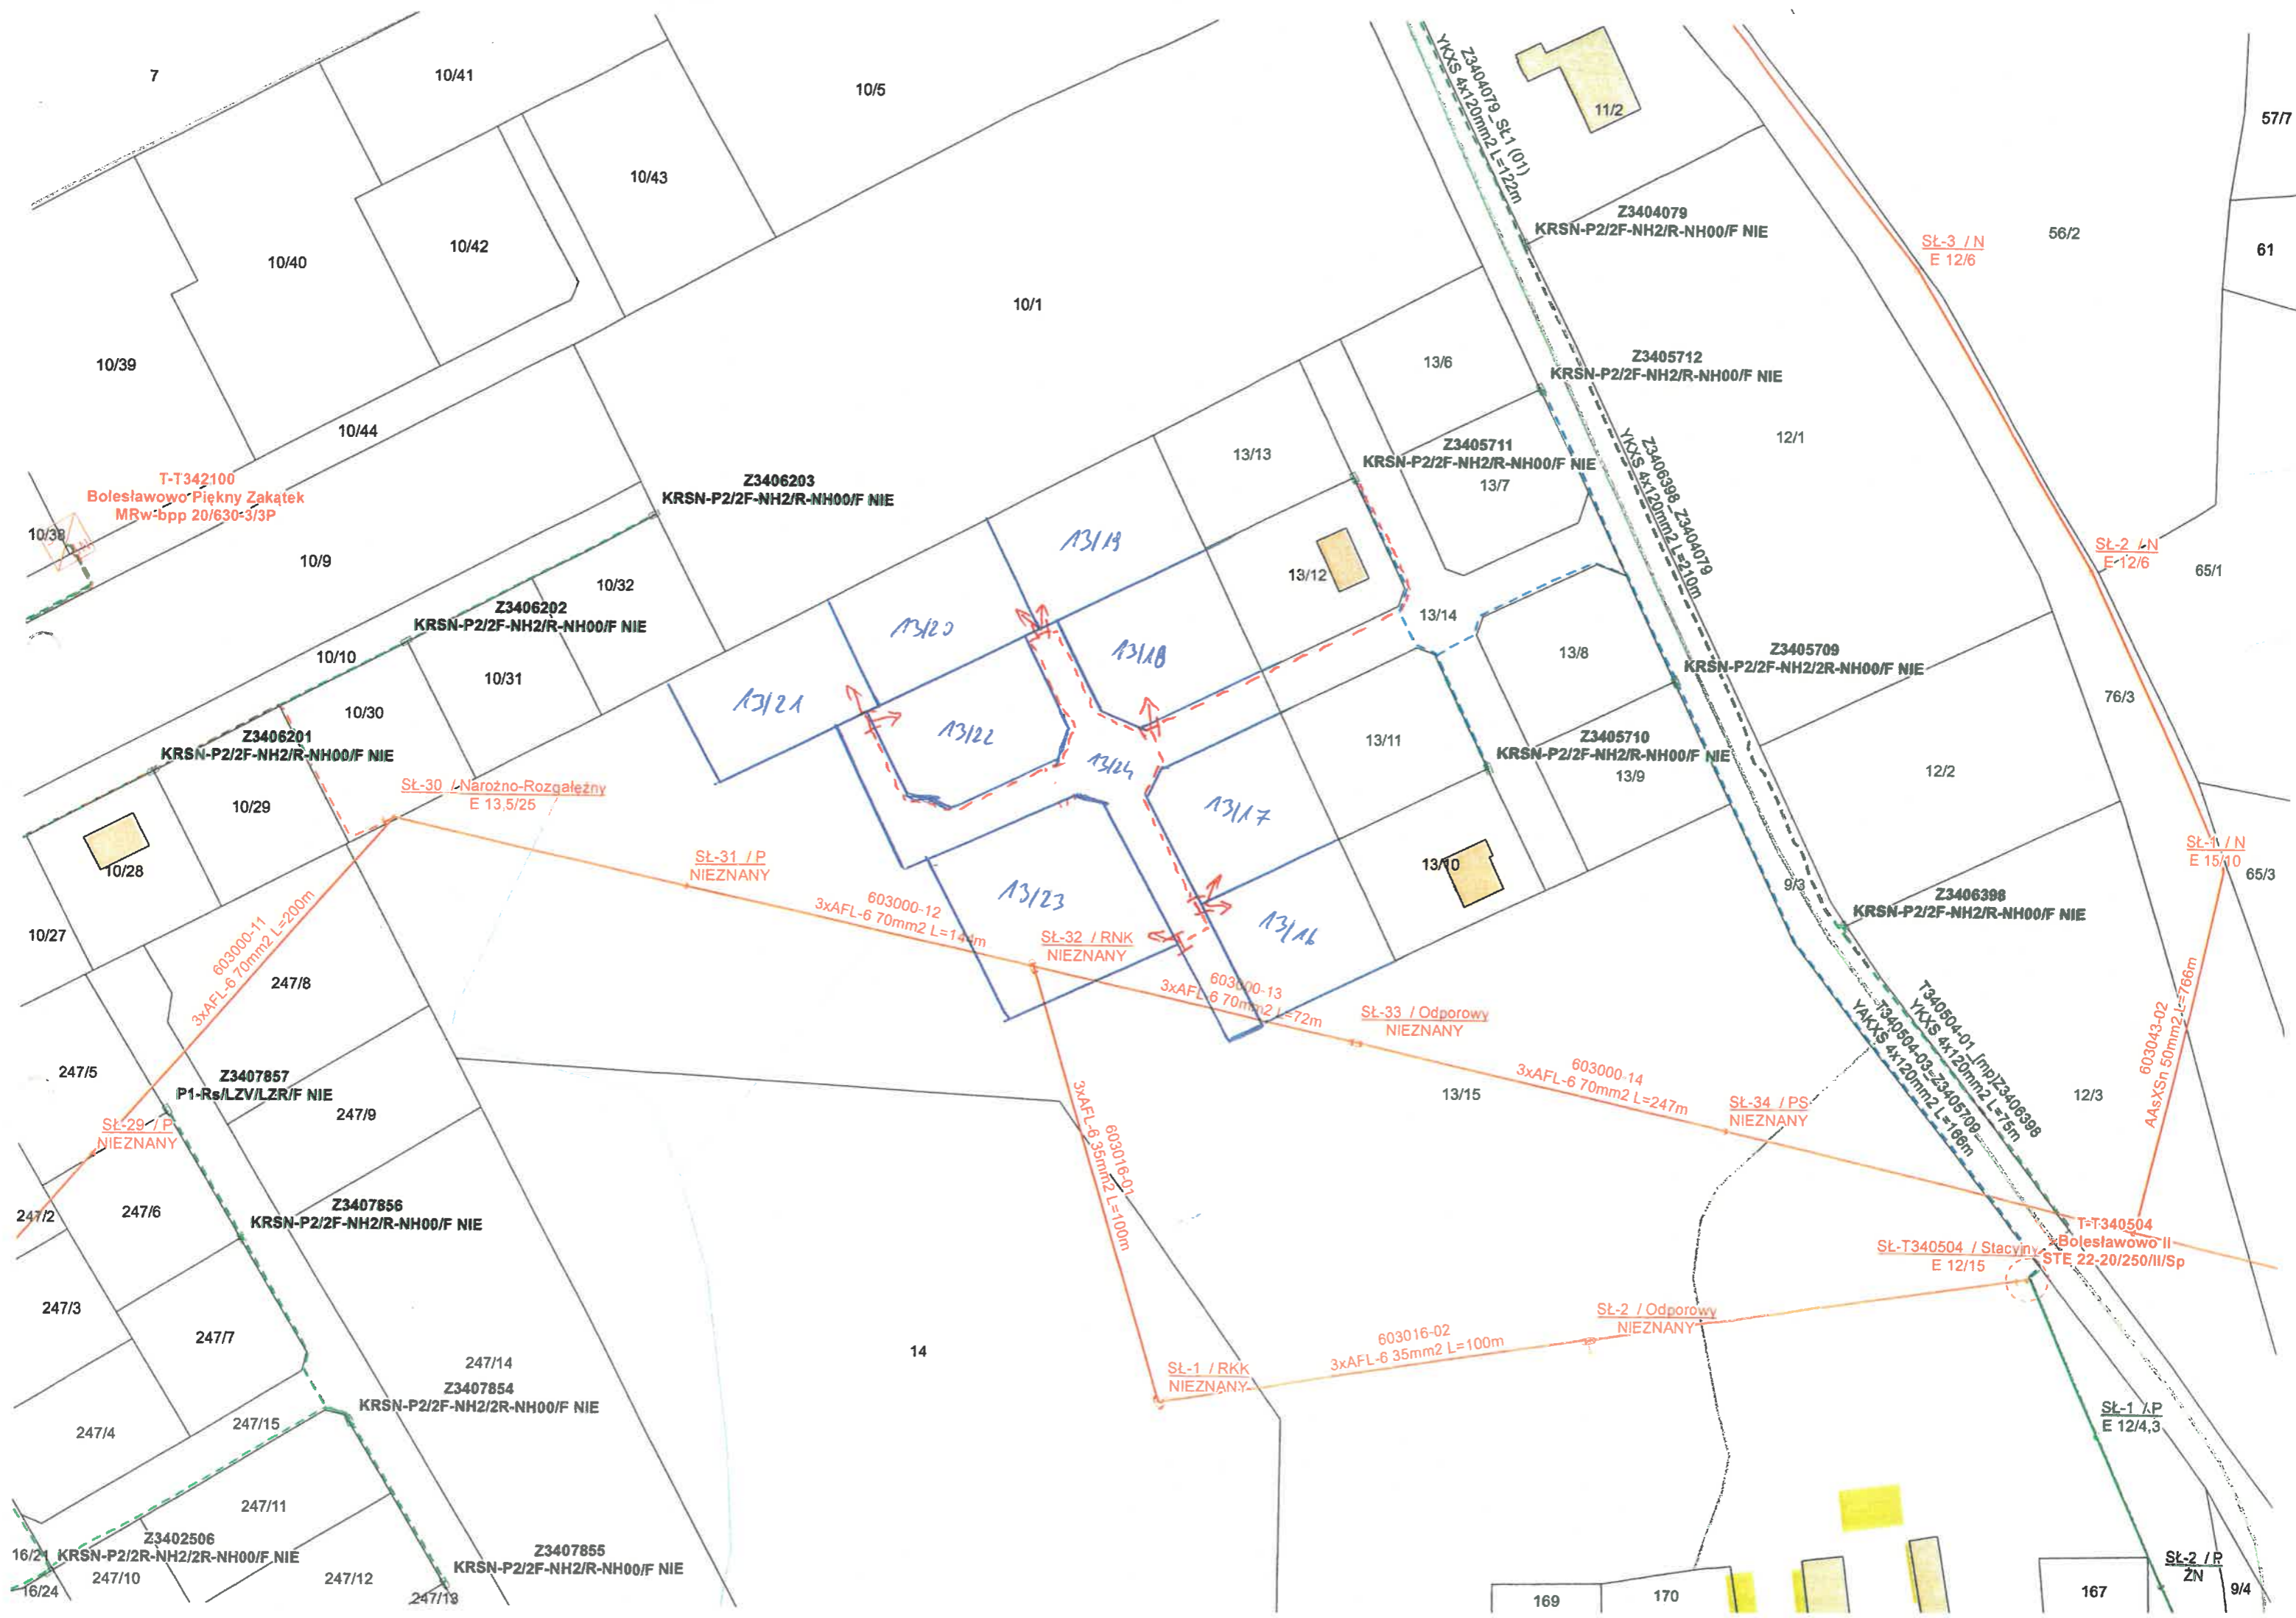 7
10/41
10/5
11/2
57/7
10/43
Z3404079_SŁ1 (01)
YKXS 4x120mm2 L=122m
10/40
10/42
Z3404079
KRSN-P2/2F-NH2/R-NH00/F NIE
56/2
61
SŁ-3 / N
E 12/6
10/1
10/39
13/6
Z3405712
KRSN-P2/2F-NH2/R-NH00/F NIE
10/44
12/1
T-T342100
Bolesławowo Piękny Zakątek
MRw-bpp 20/630-3/3P
13/13
Z3405711
KRSN-P2/2F-NH2/R-NH00/F NIE
13/7
Z3406203
KRSN-P2/2F-NH2/R-NH00/F NIE
Z3406398_Z3404079
YKXS 4x120mm2 L=210m
10/38
10/9
13/19
13/12
SŁ-2 / N
E 12/6
65/1
10/32
Z3406202
KRSN-P2/2F-NH2/R-NH00/F NIE
13/20
13/18
13/14
13/8
Z3405709
KRSN-P2/2F-NH2/2R-NH00/F NIE
10/10
10/31
13/21
13/22
76/3
10/30
Z3406201
KRSN-P2/2F-NH2/R-NH00/F NIE
13/11
Z3405710
KRSN-P2/2F-NH2/R-NH00/F NIE
13/9
13/24
12/2
SŁ-30 / Narożno-Rozgałęźny
E 13,5/25
10/29
13/17
SŁ-1 / N
E 15/10
65/3
10/28
SŁ-31 / P
NIEZNANY
13/10
9/3
Z3406398
KRSN-P2/2F-NH2/R-NH00/F NIE
13/23
603000-12
3xAFL-6 70mm2 L=144m
10/27
603000-11
3xAFL-6 70mm2 L=200m
SŁ-32 / RNK
NIEZNANY
13/16
247/8
603000-13
3xAFL-6 70mm2 L=72m
SŁ-33 / Odporowy
NIEZNANY
T340504-01_[mp]Z3406398
YKXS 4x120mm2 L=75m
T340504-03_Z3405709
YAKXS 4x120mm2 L=166m
603043-02
AAsXSn 50mm2 L=766m
247/5
Z3407857
P1-Rs/LZV/LZR/F NIE
247/9
603000-14
3xAFL-6 70mm2 L=247m
13/15
12/3
SŁ-29 / P
NIEZNANY
SŁ-34 / PS
NIEZNANY
603016-01
3xAFL-6 35mm2 L=100m
247/2
247/6
Z3407856
KRSN-P2/2F-NH2/R-NH00/F NIE
T-T340504
Bolesławowo II
STE 22-20/250/II/Sp
SŁ-T340504 / Stacyjny
E 12/15
247/3
247/7
SŁ-2 / Odporowy
NIEZNANY
603016-02
3xAFL-6 35mm2 L=100m
14
247/14
SŁ-1 / RKK
NIEZNANY
Z3407854
KRSN-P2/2F-NH2/2R-NH00/F NIE
247/4
247/15
SŁ-1 / P
E 12/4,3
247/11
Z3402506
KRSN-P2/2R-NH2/2R-NH00/F NIE
16/21
247/10
16/24
247/12
Z3407855
KRSN-P2/2F-NH2/R-NH00/F NIE
247/13
169
170
167
SŁ-2 / P
ŻN
9/4